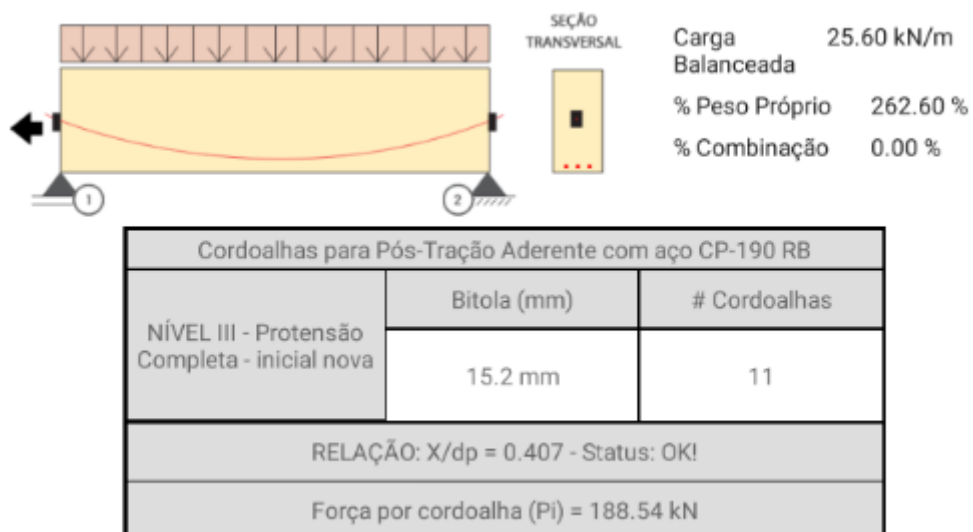 SEÇÃO
TRANSVERSAL
Carga Balanceada 25.60 kN/m
% Peso Próprio 262.60 %
% Combinação 0.00 %
1
2
Cordoalhas para Pós-Tração Aderente com aço CP-190 RB
NÍVEL III - Protensão
Completa - inicial nova
Bitola (mm)
# Cordoalhas
15.2 mm
11
RELAÇÃO: X/dp = 0.407 - Status: OK!
Força por cordoalha (Pi) = 188.54 kN